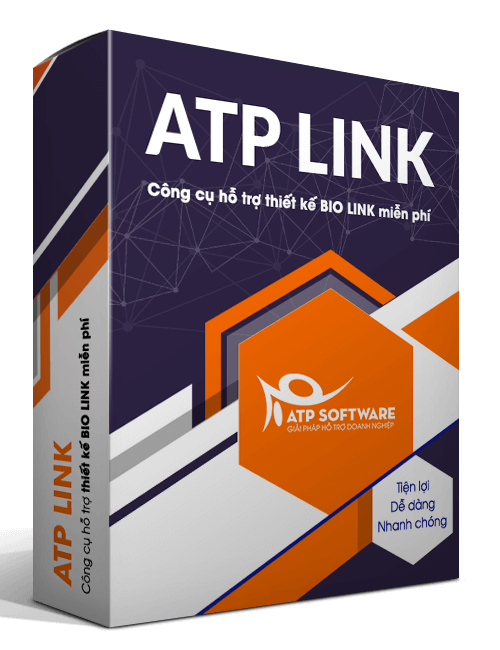 ATP LINK
Công cụ hỗ trợ thiết kế BIO LINK miễn phí
ATP SOFTWARE
GIẢI PHÁP HỖ TRỢ DOANH NGHIỆP
Tiện lợi
Dễ dàng
Nhanh chóng
ATP LINK
Công cụ hỗ trợ thiết kế BIO LINK miễn phí